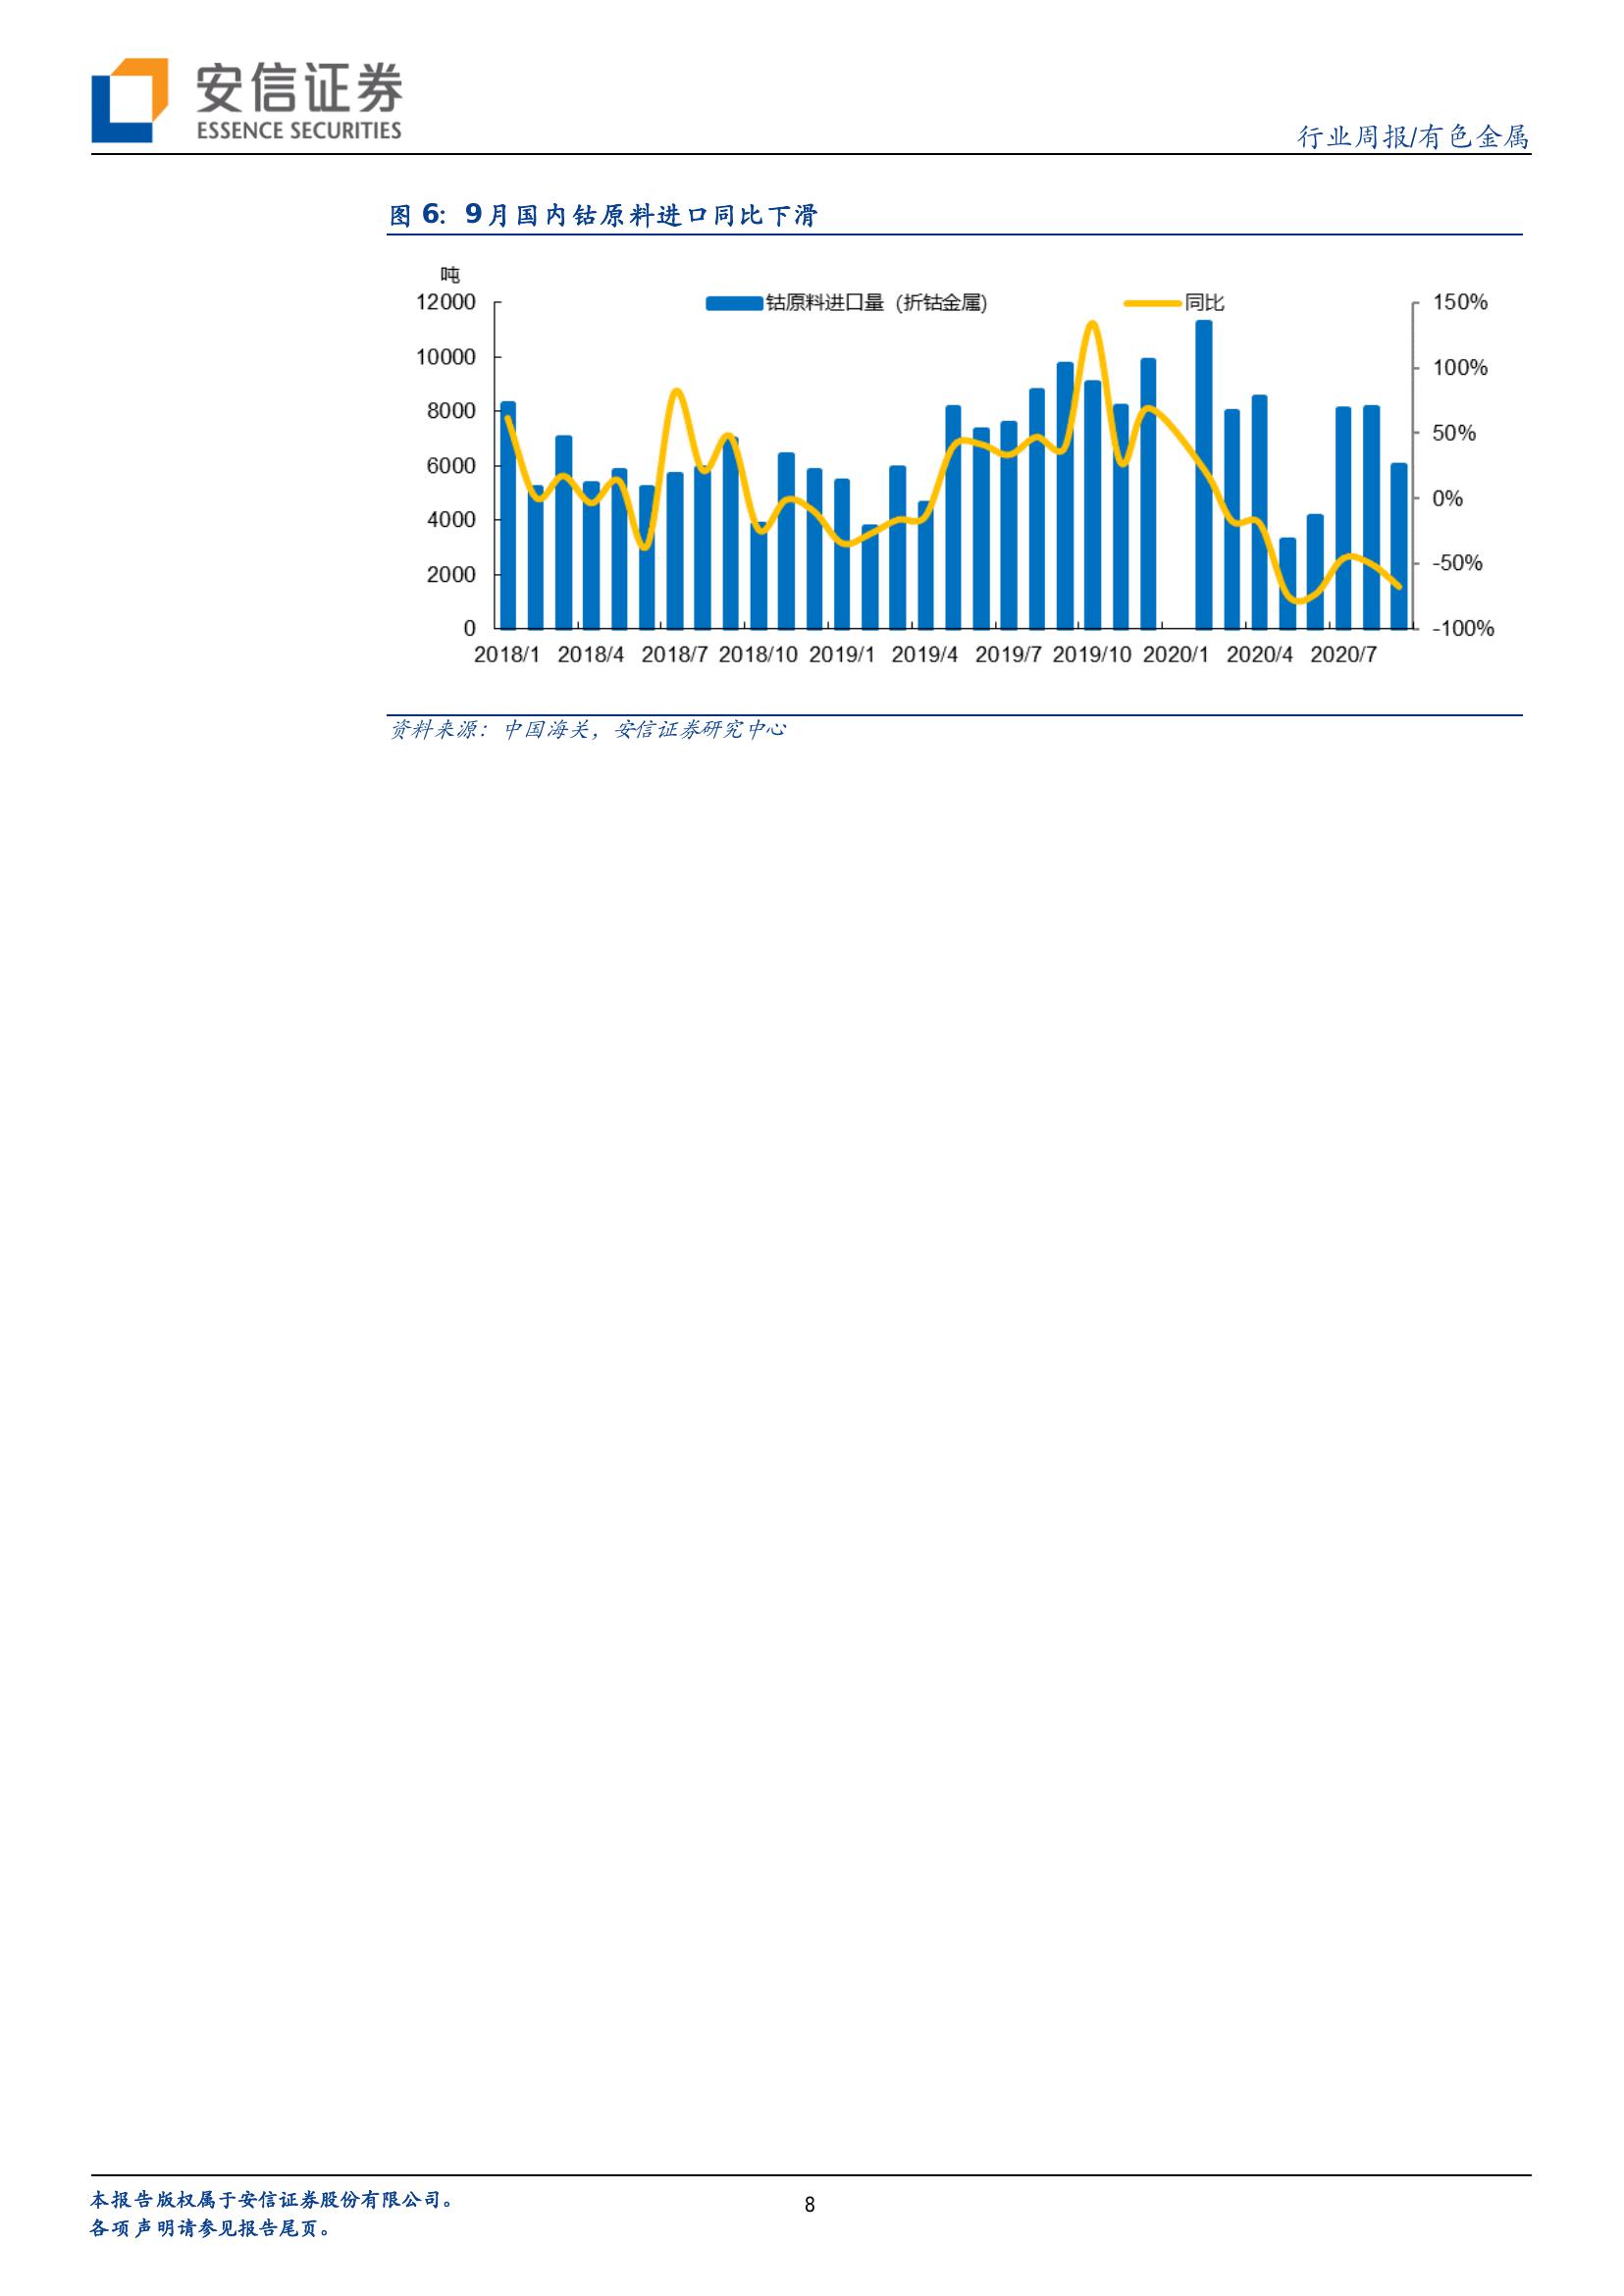 安信证券
ESSENCE SECURITIES
行业周报/有色金属
图 6：9月国内钴原料进口同比下滑
吨
钴原料进口量（折钴金属） 同比
12000 150%
10000 100%
8000 50%
6000 0%
4000 -50%
2000 -100%
0
2018/1 2018/4 2018/7 2018/10 2019/1 2019/4 2019/7 2019/10 2020/1 2020/4 2020/7
资料来源：中国海关，安信证券研究中心
本报告版权属于安信证券股份有限公司。
各项声明请参见报告尾页。
8